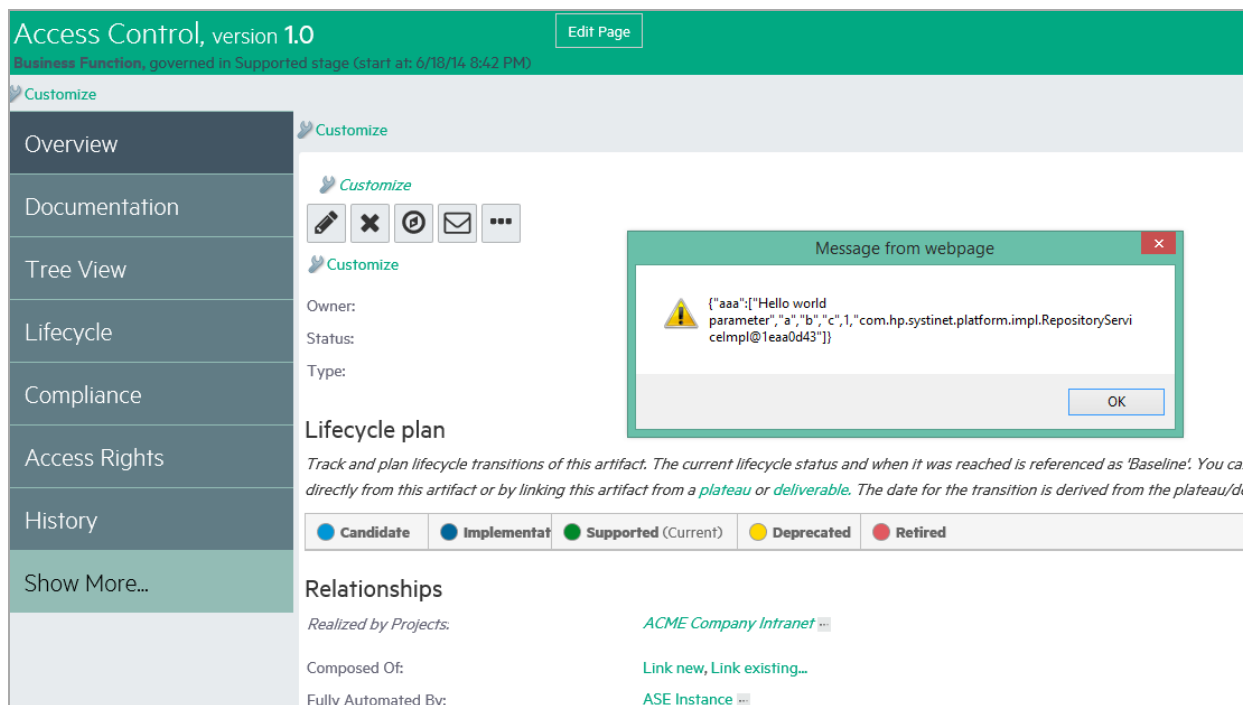 Access Control, version 1.0
Edit Page
Business Function, governed in Supported stage (start at: 6/18/14 8:42 PM)
Customize
Overview
Documentation
Tree View
Lifecycle
Compliance
Access Rights
History
Show More...
Customize
Customize
Customize
Owner:
Status:
Type:
Message from webpage
{"aaa":["Hello world
parameter","a","b","c",1,"com.hp.systinet.platform.impl.RepositoryServi
ceImpl@1eaa0d43"]}
OK
Lifecycle plan
Track and plan lifecycle transitions of this artifact. The current lifecycle status and when it was reached is referenced as 'Baseline'. You ca
directly from this artifact or by linking this artifact from a plateau or deliverable. The date for the transition is derived from the plateau/d
Candidate Implementat Supported (Current) Deprecated Retired
Relationships
Realized by Projects: ACME Company Intranet
Composed Of: Link new, Link existing...
Fully Automated By: ASE Instance